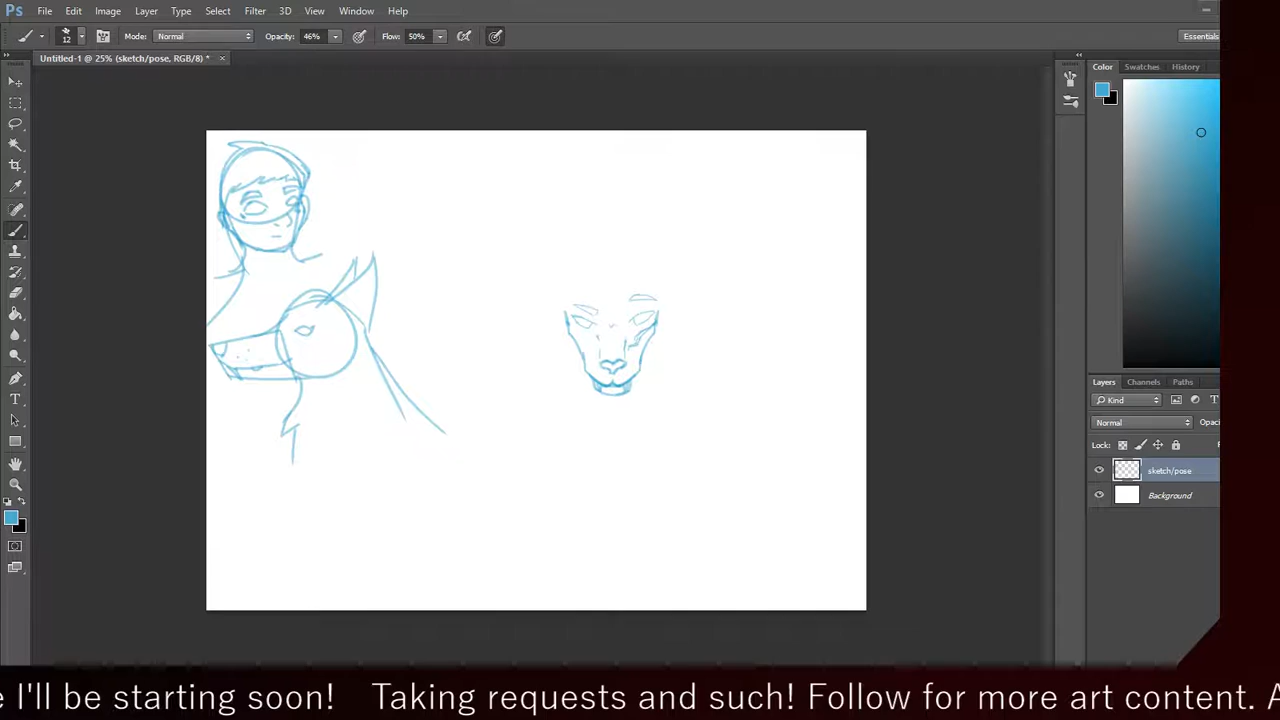 Ps File Edit Image Layer Type Select Filter 3D View Window Help
12 Mode: Normal Opacity: 46% Flow: 50% Essentials
Untitled-1 @ 25% (sketch/pose, RGB/8) *
Color Swatches History
Layers Channels Paths
Kind
Normal
Lock:
sketch/pose
Background
I'll be starting soon! Taking requests and such! Follow for more art content.